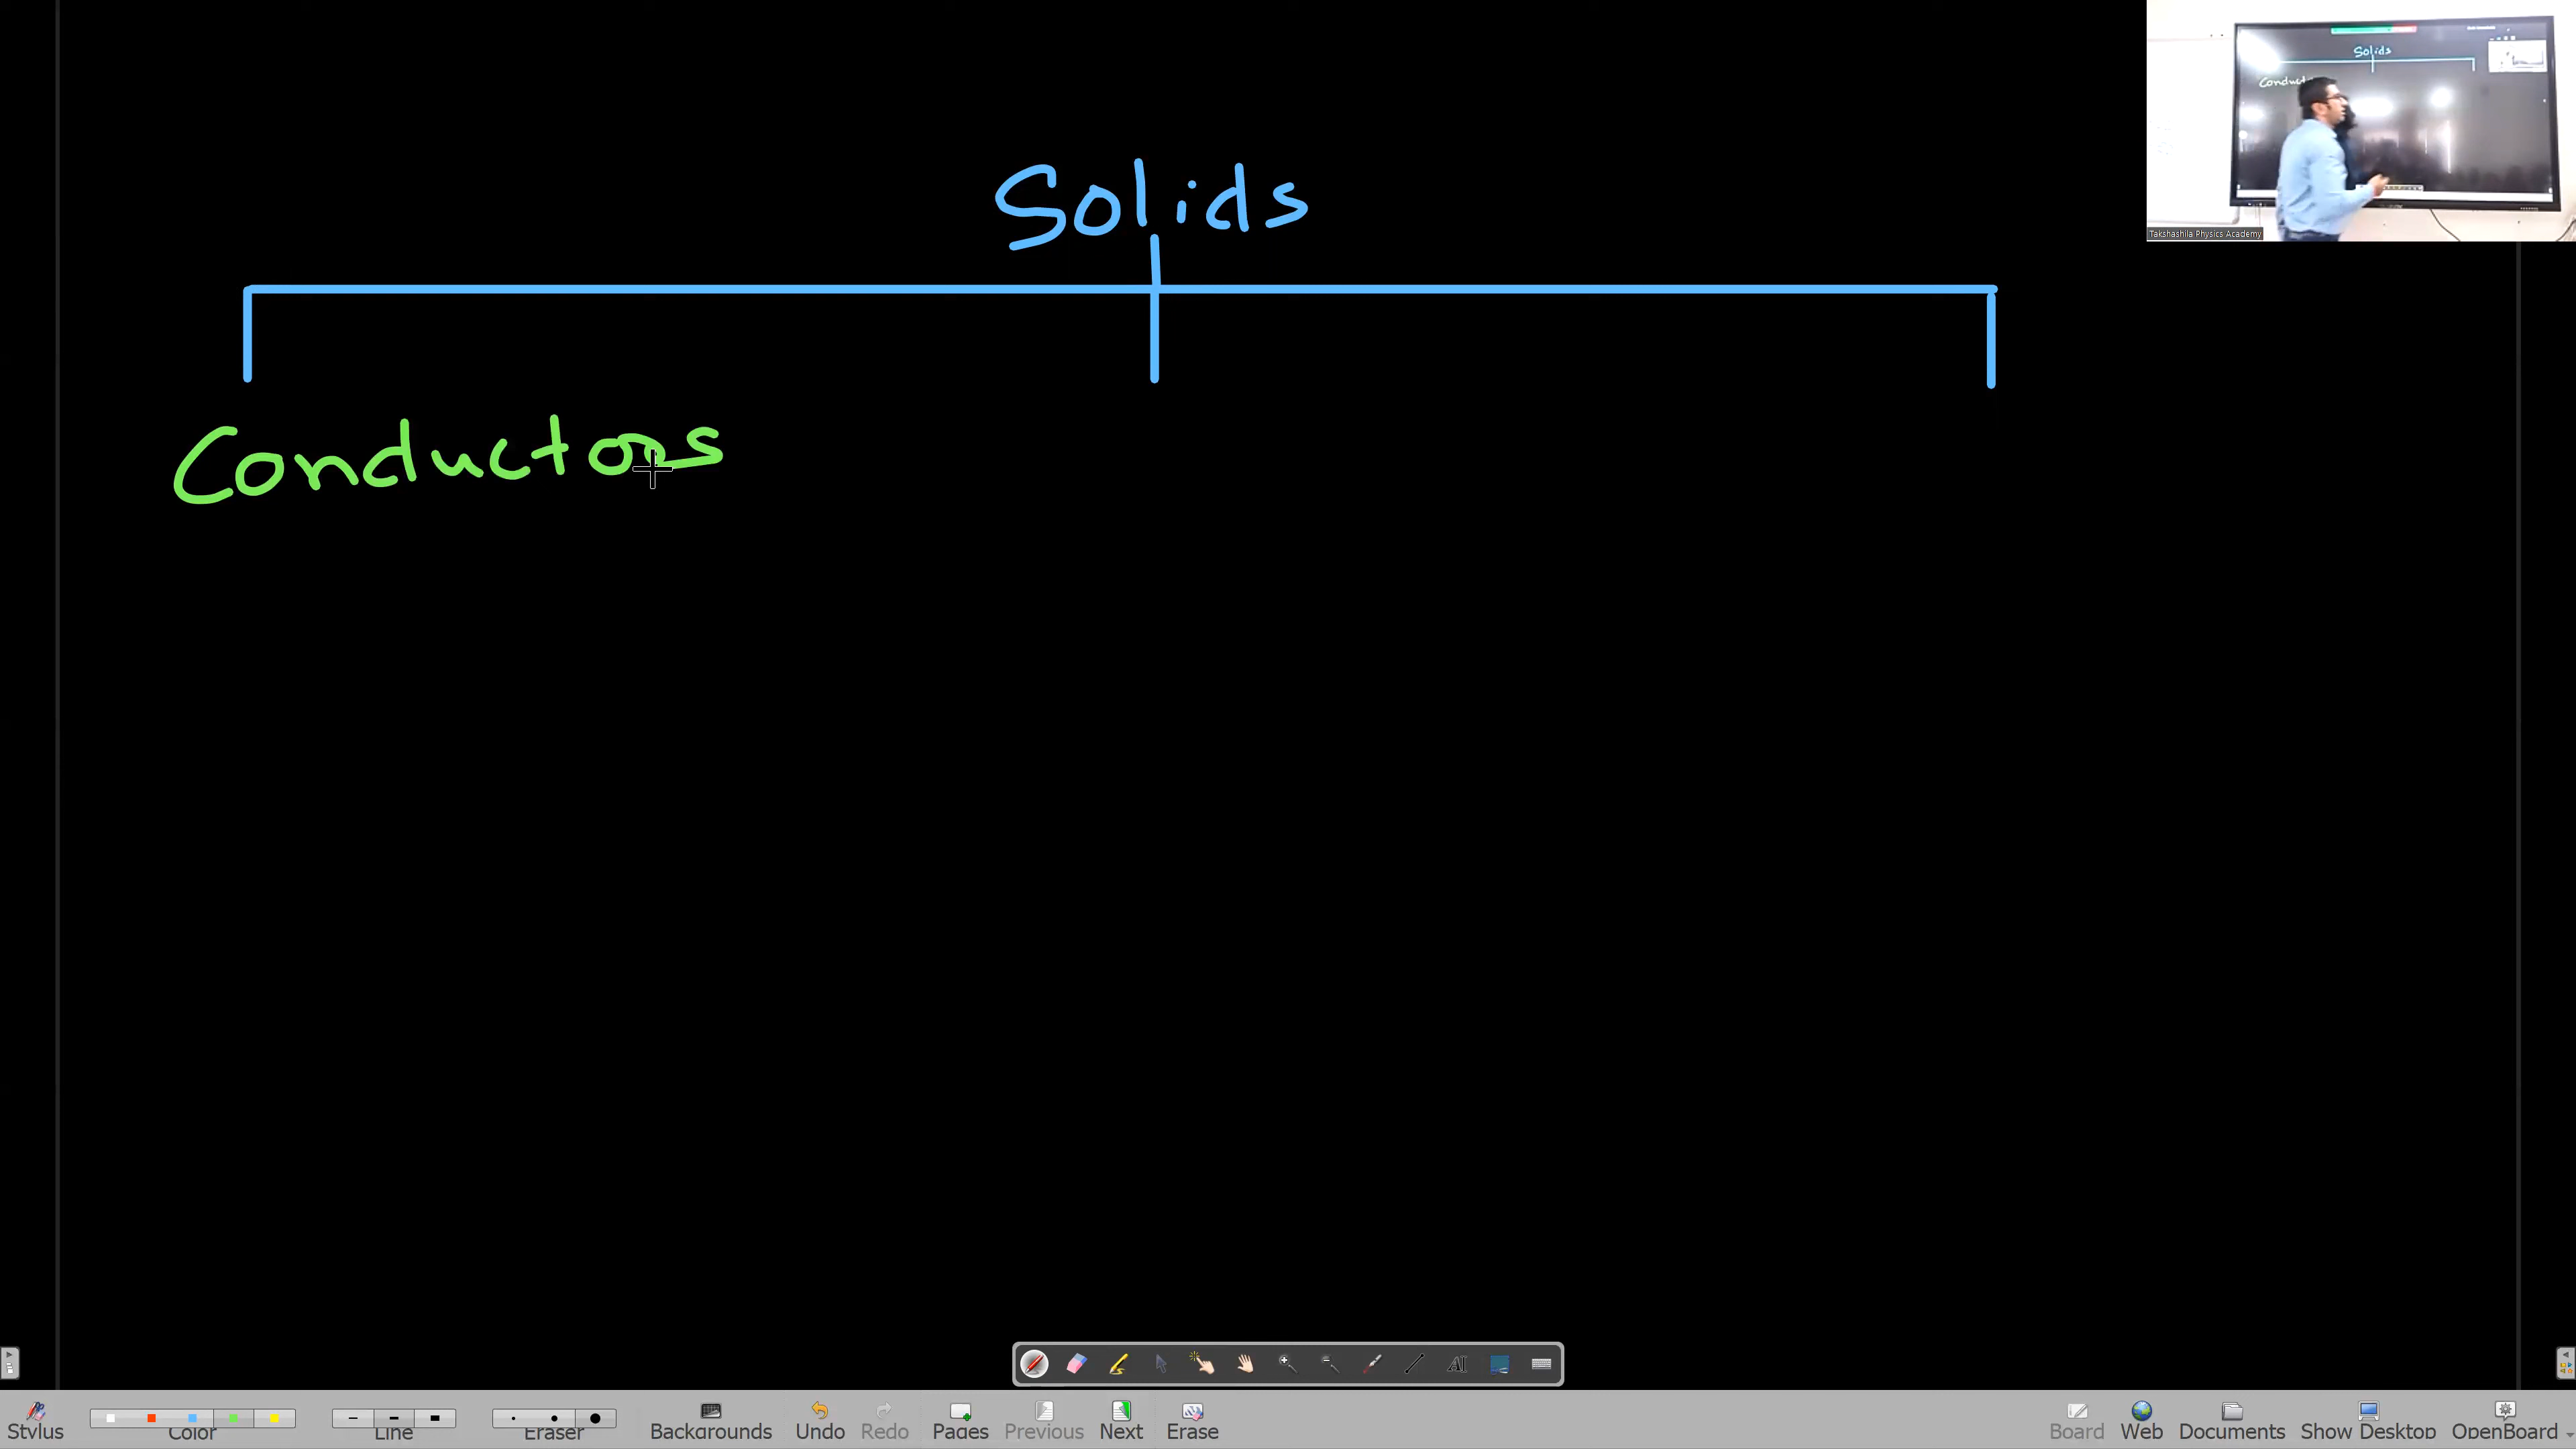 Solids
Takshashila Physics Academy
Conductors
Stylus
Color
Line
Eraser
Backgrounds
Undo
Redo
Pages
Previous
Next
Erase
Board
Web
Documents
Show Desktop
OpenBoard